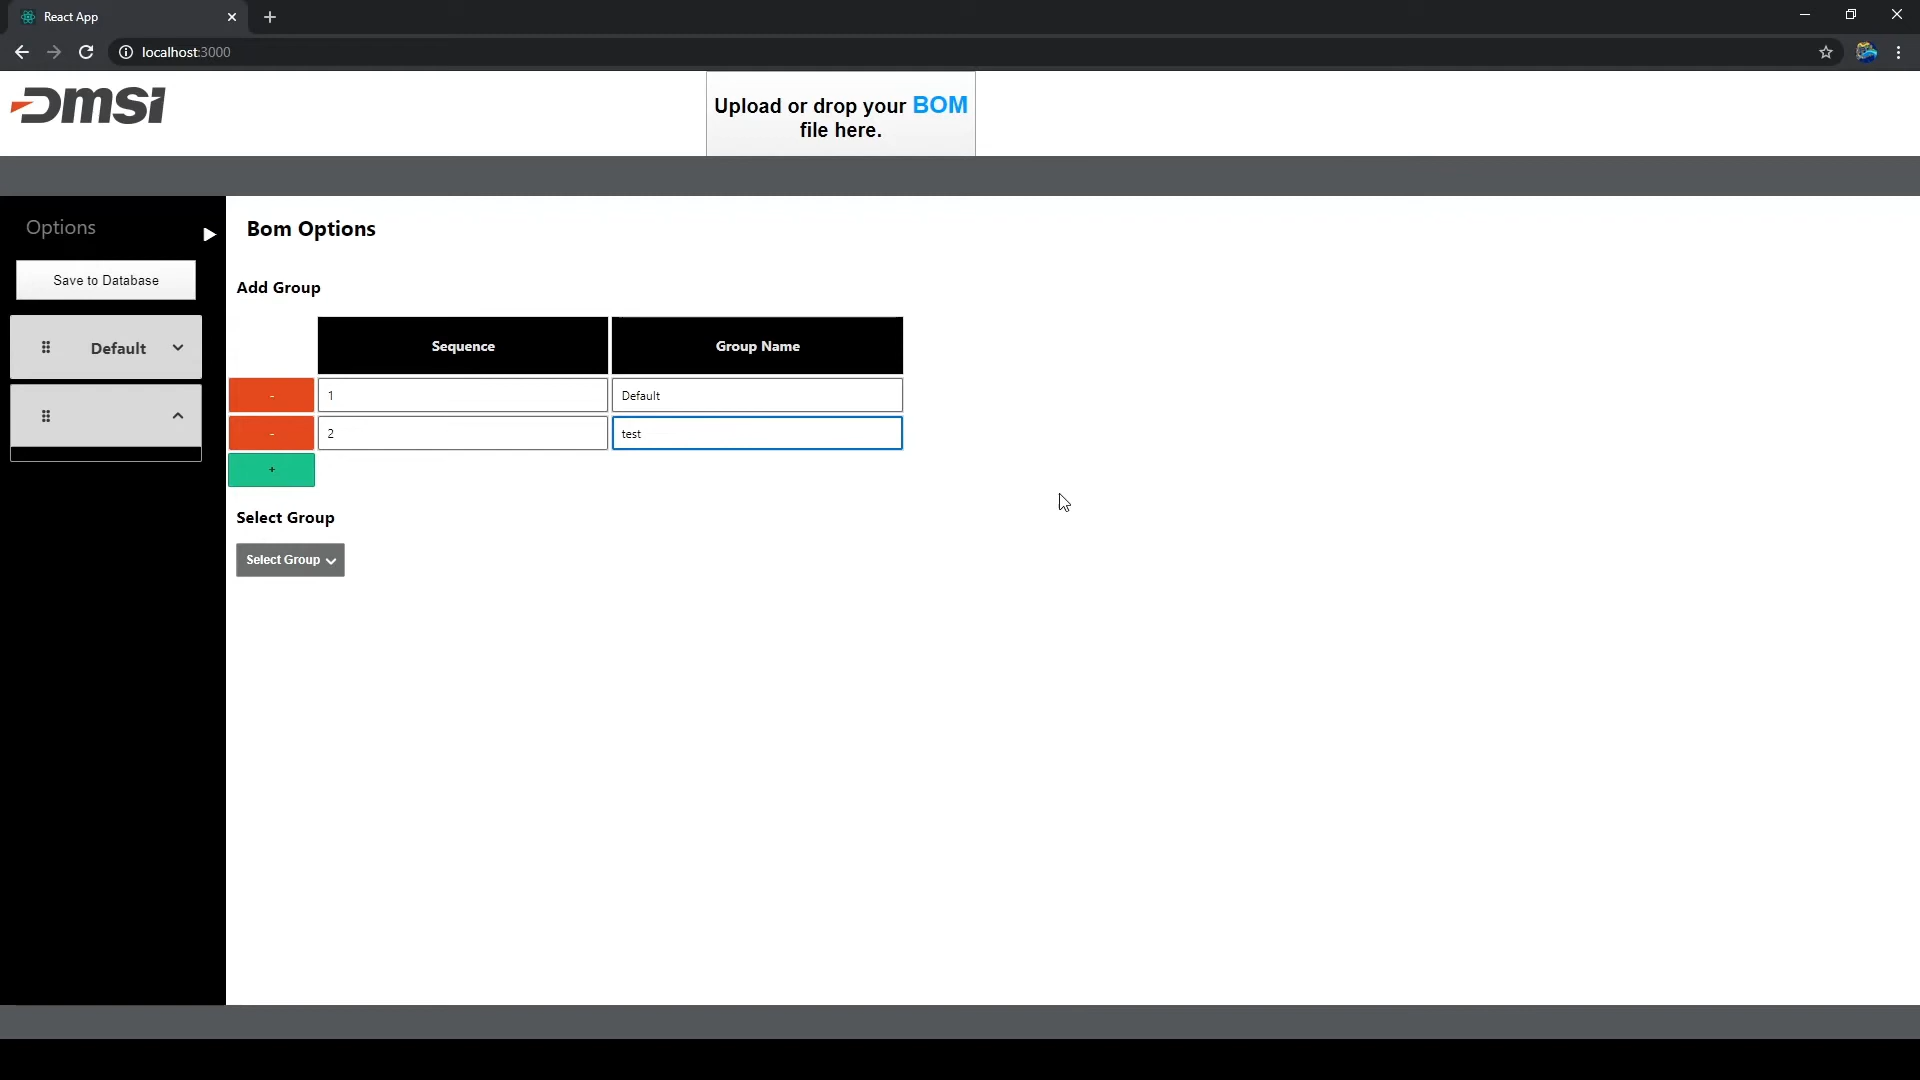 React App
localhost:3000
DMSi
Upload or drop your BOM
file here.
Options
Save to Database
Default
Bom Options
Add Group
Sequence Group Name
- 1 Default
- 2 test
+
Select Group
Select Group